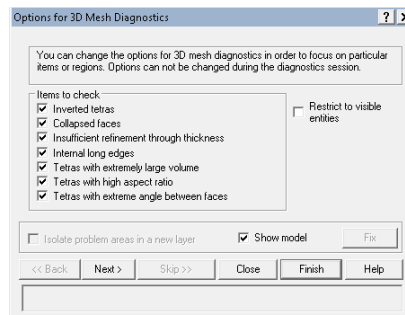 Options for 3D Mesh Diagnostics
You can change the options for 3D mesh diagnostics in order to focus on particular
items or regions. Options can not be changed during the diagnostics session.
Items to check
Inverted tetras
Collapsed faces
Insufficient refinement through thickness
Internal long edges
Tetras with extremely large volume
Tetras with high aspect ratio
Tetras with extreme angle between faces
Restrict to visible
entities
Isolate problem areas in a new layer
Show model
Fix
<< Back
Next >
Skip >>
Close
Finish
Help